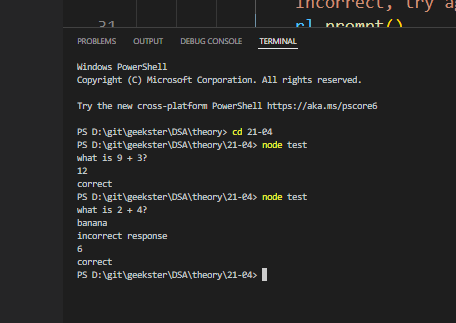 incorrect, try ag
31
rl.prompt()
PROBLEMS OUTPUT DEBUG CONSOLE TERMINAL
Windows PowerShell
Copyright (C) Microsoft Corporation. All rights reserved.
Try the new cross-platform PowerShell https://aka.ms/pscore6
PS D:\git\geekster\DSA\theory> cd 21-04
PS D:\git\geekster\DSA\theory\21-04> node test
what is 9 + 3?
12
correct
PS D:\git\geekster\DSA\theory\21-04> node test
what is 2 + 4?
banana
incorrect response
6
correct
PS D:\git\geekster\DSA\theory\21-04>